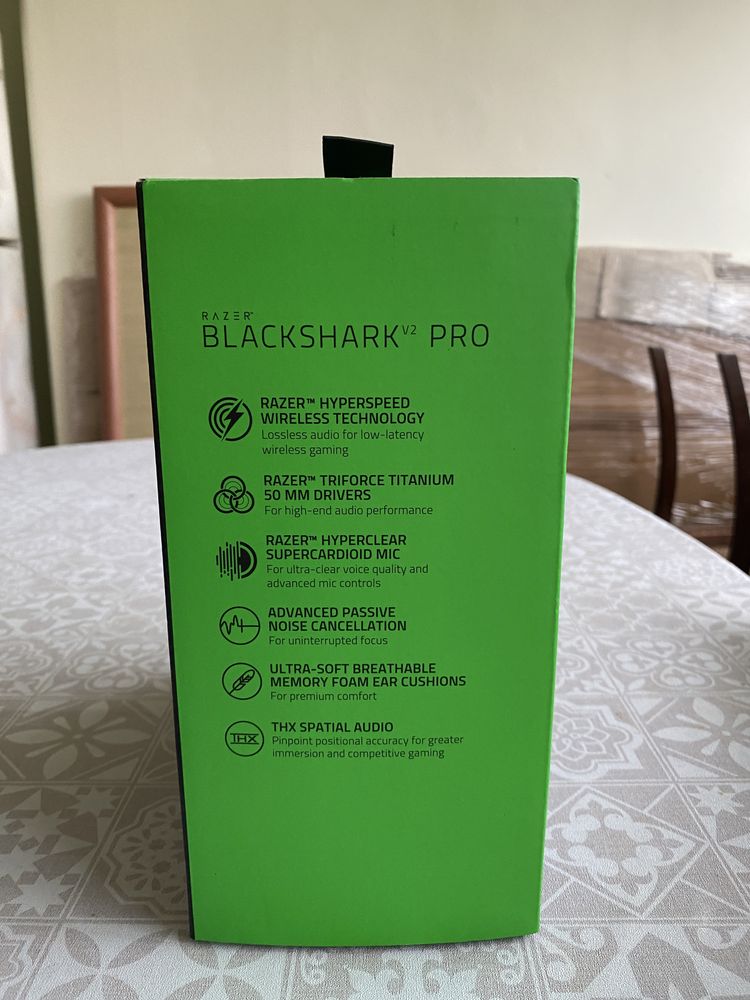 RAZER™
BLACKSHARK V2 PRO
RAZER™ HYPERSPEED
WIRELESS TECHNOLOGY
Lossless audio for low-latency
wireless gaming
RAZER™ TRIFORCE TITANIUM
50 MM DRIVERS
For high-end audio performance
RAZER™ HYPERCLEAR
SUPERCARDIOID MIC
For ultra-clear voice quality and
advanced mic controls
ADVANCED PASSIVE
NOISE CANCELLATION
For uninterrupted focus
ULTRA-SOFT BREATHABLE
MEMORY FOAM EAR CUSHIONS
For premium comfort
THX
THX SPATIAL AUDIO
Pinpoint positional accuracy for greater
immersion and competitive gaming